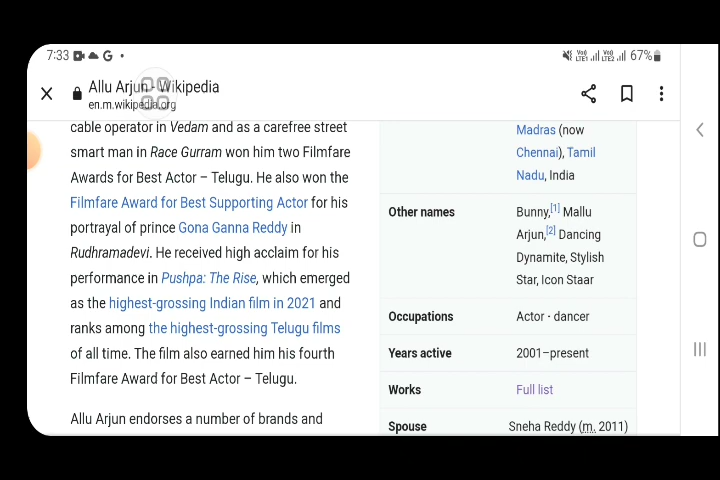 7:33
67%
Allu Arjun - Wikipedia
en.m.wikipedia.org
cable operator in Vedam and as a carefree street
smart man in Race Gurram won him two Filmfare
Awards for Best Actor – Telugu. He also won the
Filmfare Award for Best Supporting Actor for his
portrayal of prince Gona Ganna Reddy in
Rudhramadevi. He received high acclaim for his
performance in Pushpa: The Rise, which emerged
as the highest-grossing Indian film in 2021 and
ranks among the highest-grossing Telugu films
of all time. The film also earned him his fourth
Filmfare Award for Best Actor – Telugu.
Allu Arjun endorses a number of brands and
Madras (now
Chennai), Tamil
Nadu, India
Other names
Bunny,[1] Mallu
Arjun,[2] Dancing
Dynamite, Stylish
Star, Icon Staar
Occupations
Actor · dancer
Years active
2001–present
Works
Full list
Spouse
Sneha Reddy (m. 2011)